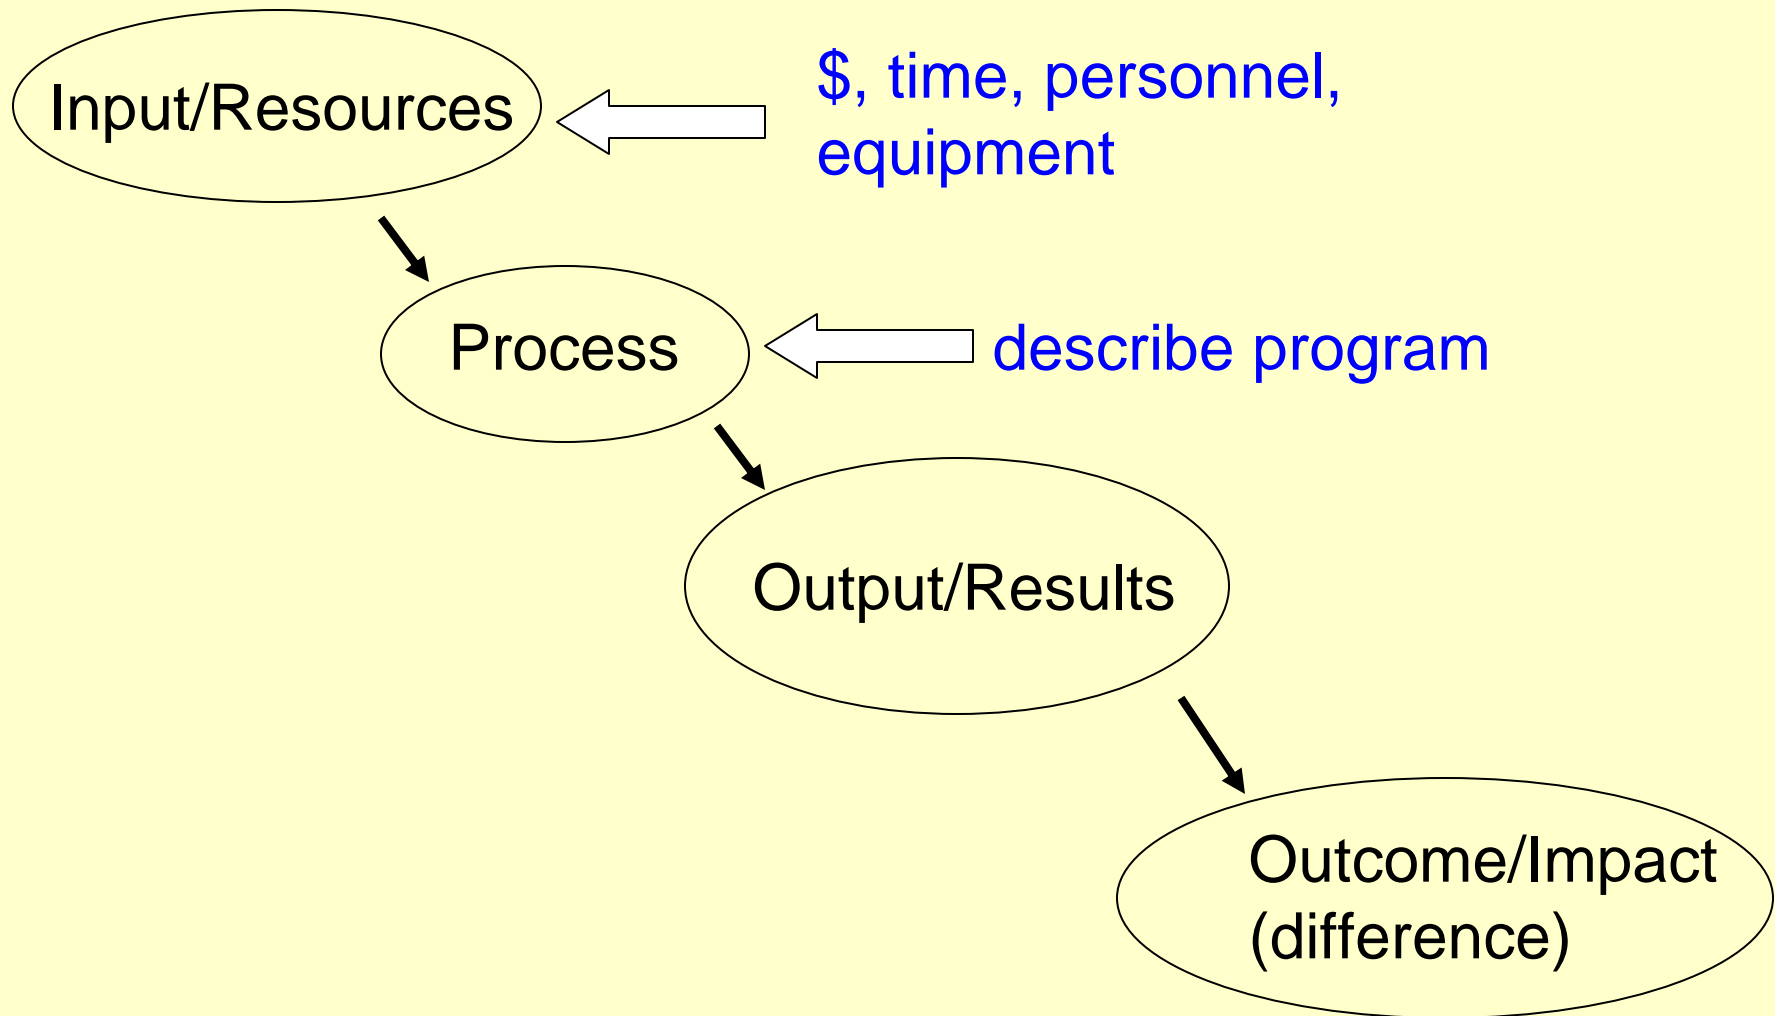 Input/Resources
$, time, personnel,
equipment
Process
describe program
Output/Results
Outcome/Impact
(difference)